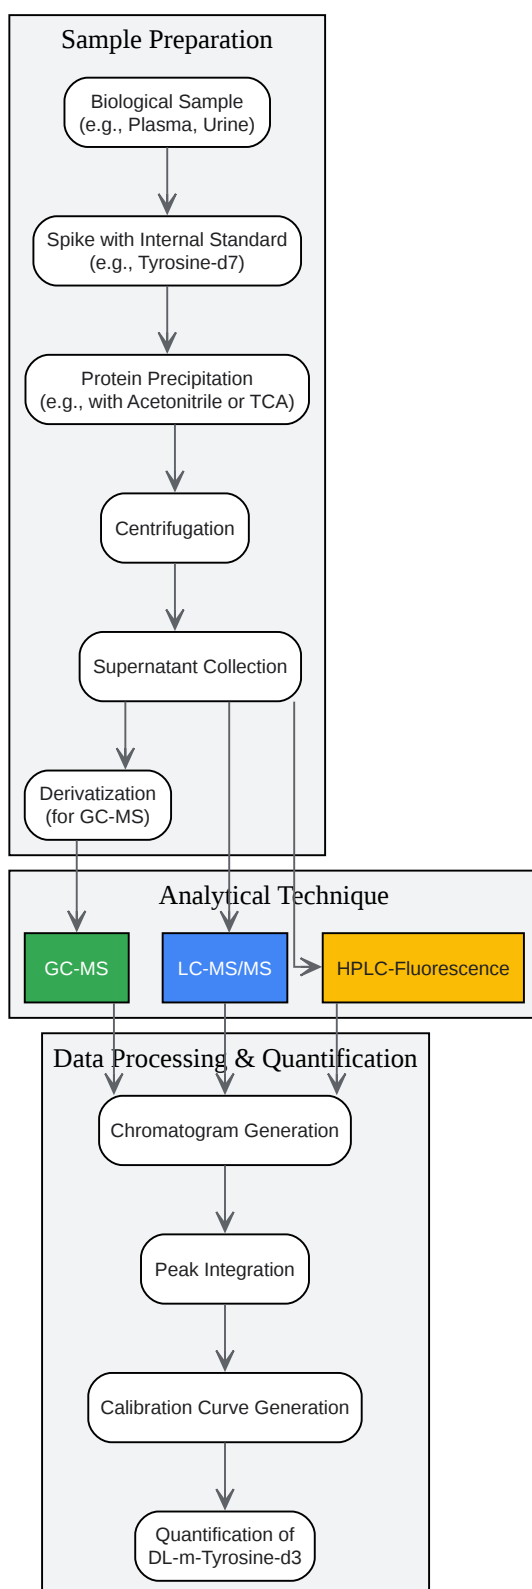 Sample Preparation
Biological Sample
(e.g., Plasma, Urine)
Spike with Internal Standard
(e.g., Tyrosine-d7)
Protein Precipitation
(e.g., with Acetonitrile or TCA)
Centrifugation
Supernatant Collection
Derivatization
(for GC-MS)
Analytical Technique
GC-MS
LC-MS/MS
HPLC-Fluorescence
Data Processing & Quantification
Chromatogram Generation
Peak Integration
Calibration Curve Generation
Quantification of
DL-m-Tyrosine-d3